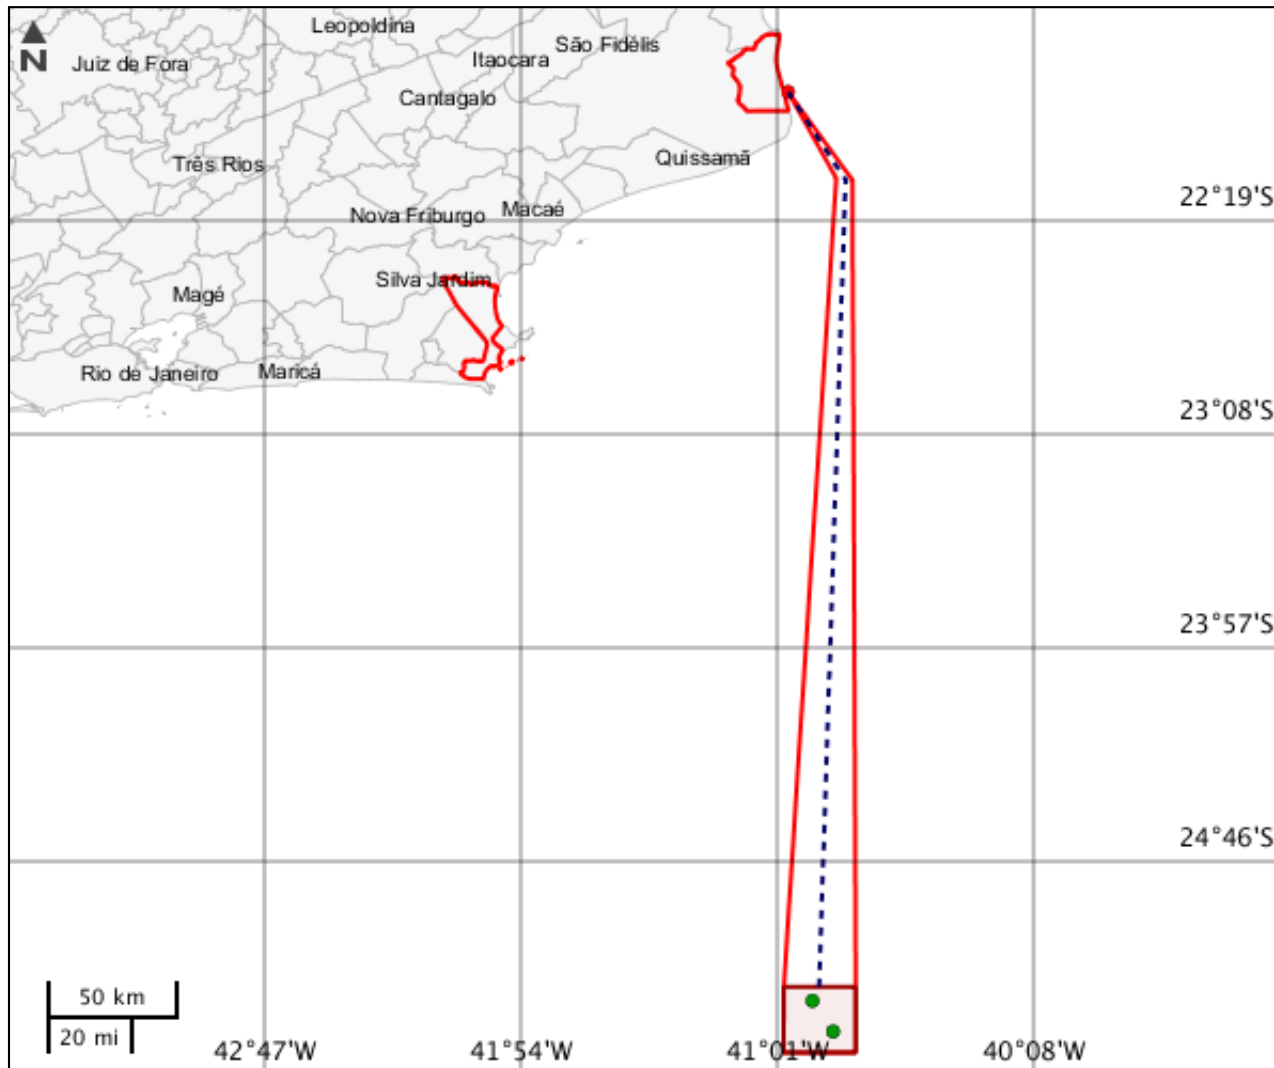 Leopoldina
São Fidélis
N
Juiz de Fora
Itaocara
Cantagalo
Três Rios
Quissamã
22°19'S
Nova Friburgo
Macaé
Silva Jardim
Magé
Rio de Janeiro
Maricá
23°08'S
23°57'S
24°46'S
50 km
20 mi
42°47'W
41°54'W
41°01'W
40°08'W